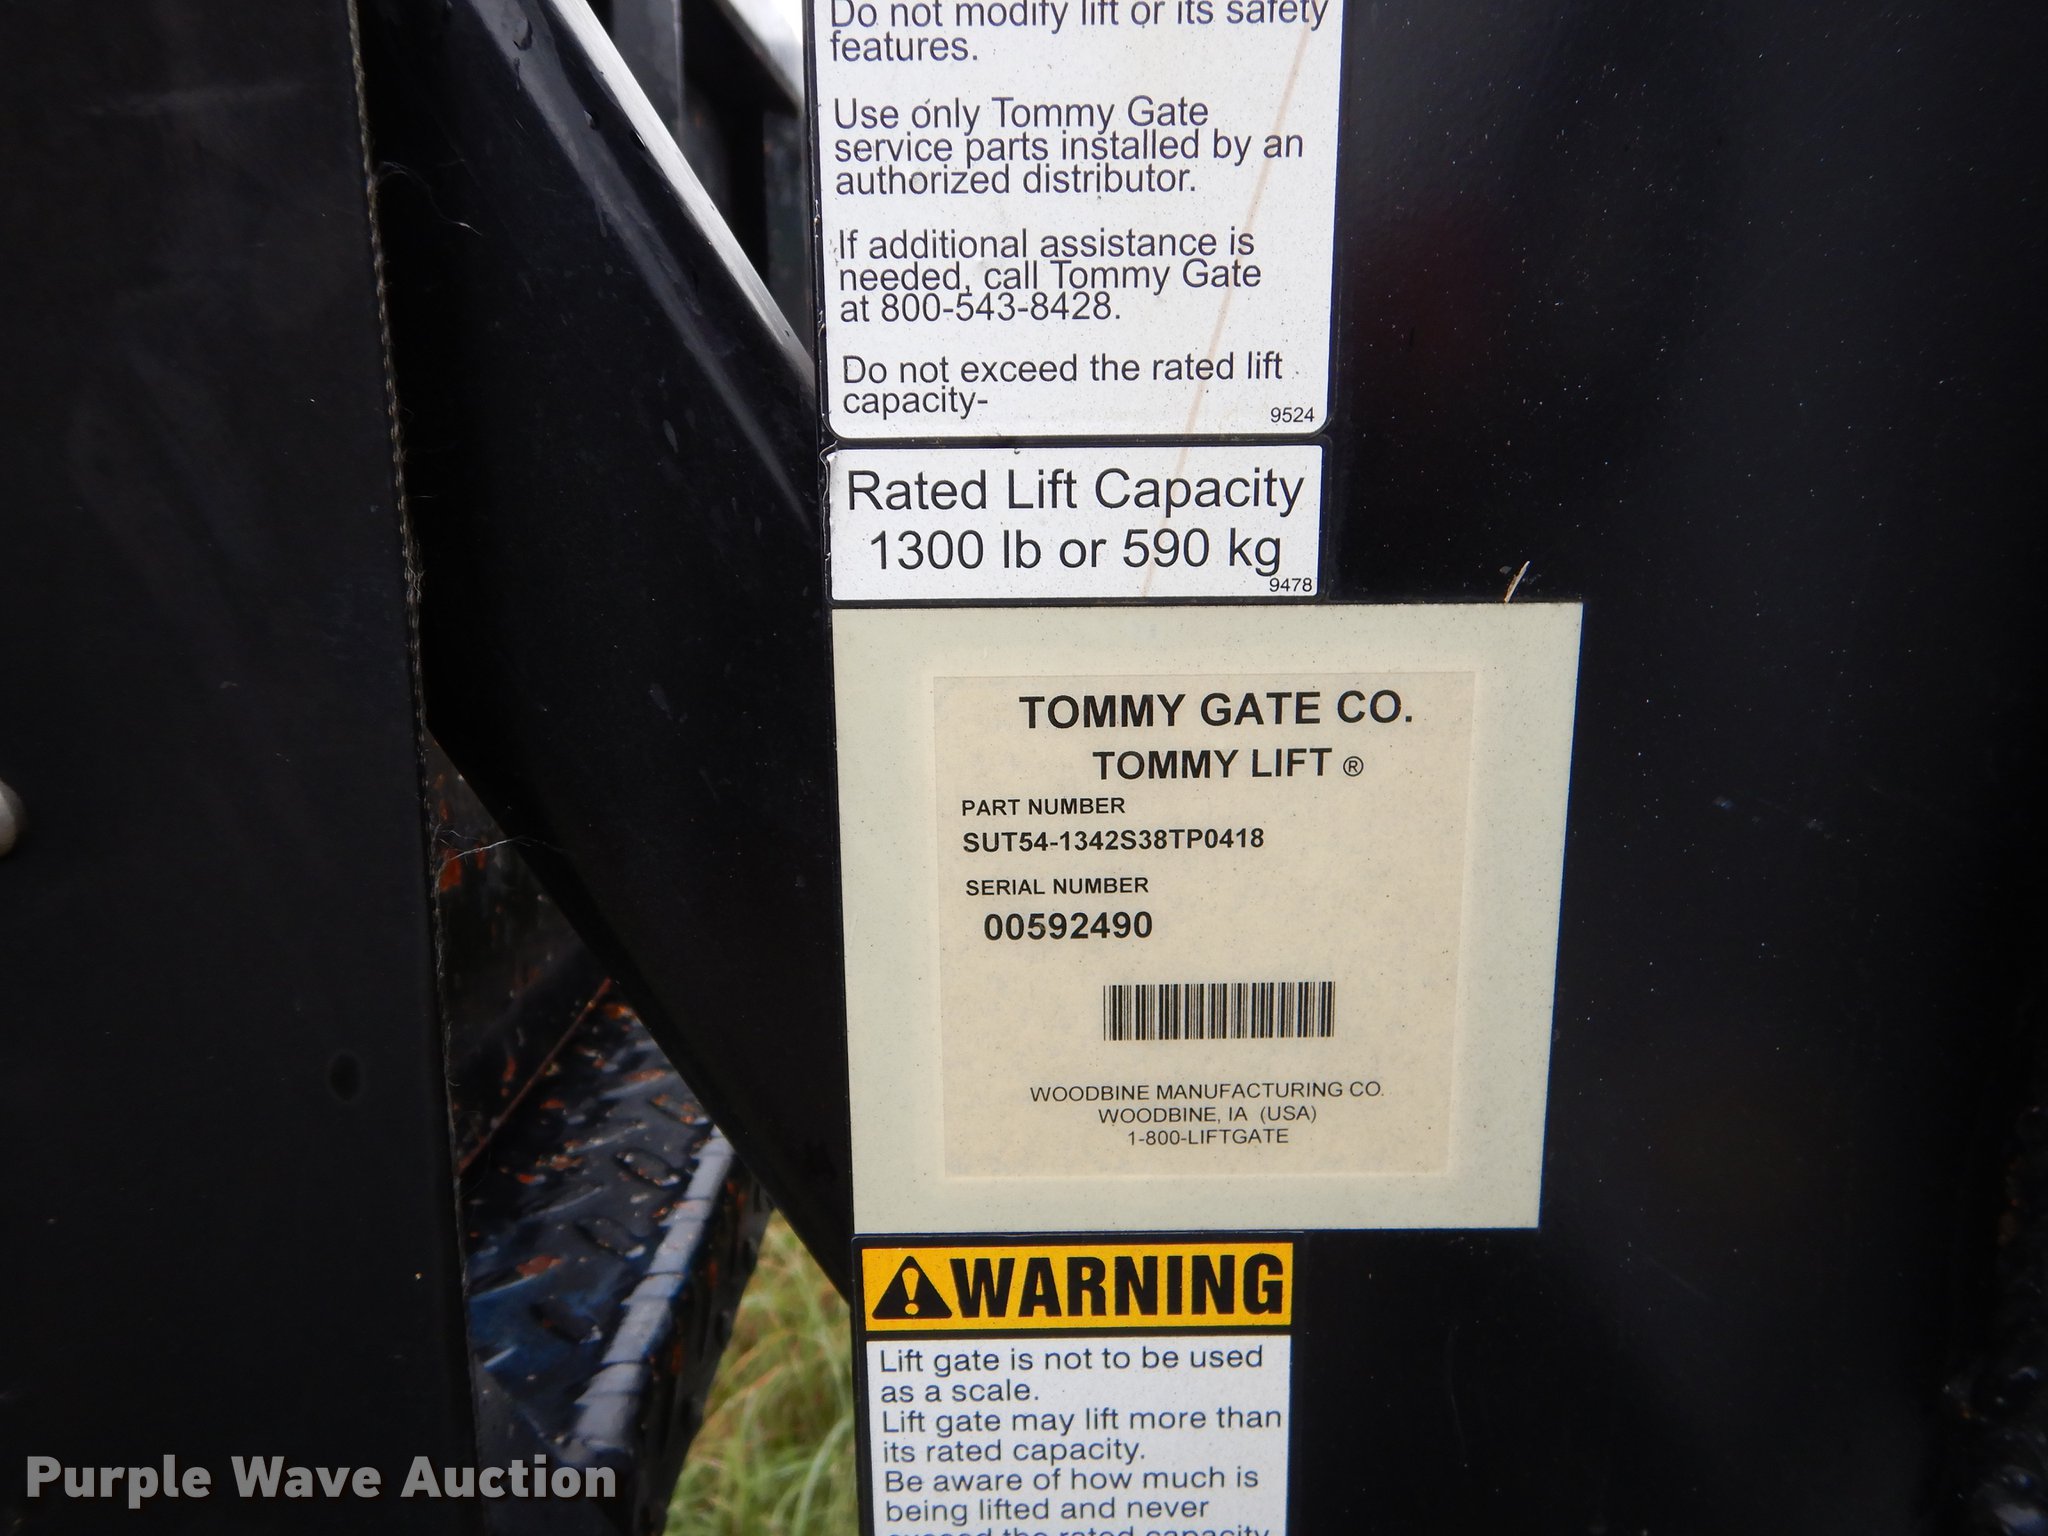 Do not modify lift or its safety
features.
Use only Tommy Gate
service parts installed by an
authorized distributor.
If additional assistance is
needed, call Tommy Gate
at 800-543-8428.
Do not exceed the rated lift
capacity-
9524
Rated Lift Capacity
1300 lb or 590 kg
9478
TOMMY GATE CO.
TOMMY LIFT ®
PART NUMBER
SUT54-1342S38TP0418
SERIAL NUMBER
00592490
WOODBINE MANUFACTURING CO.
WOODBINE, IA (USA)
1-800-LIFTGATE
WARNING
Lift gate is not to be used
as a scale.
Lift gate may lift more than
its rated capacity.
Be aware of how much is
being lifted and never
exceed the rated capacity
Purple Wave Auction